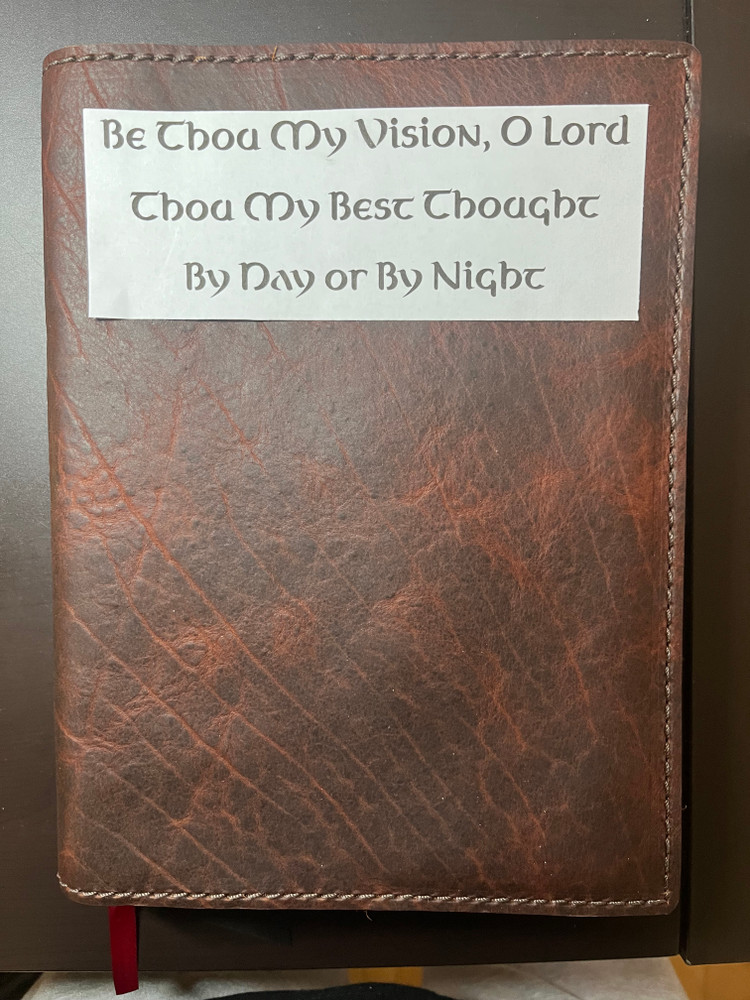 Be Thou My Vision, O Lord
Thou My Best Thought
By Day or By Night